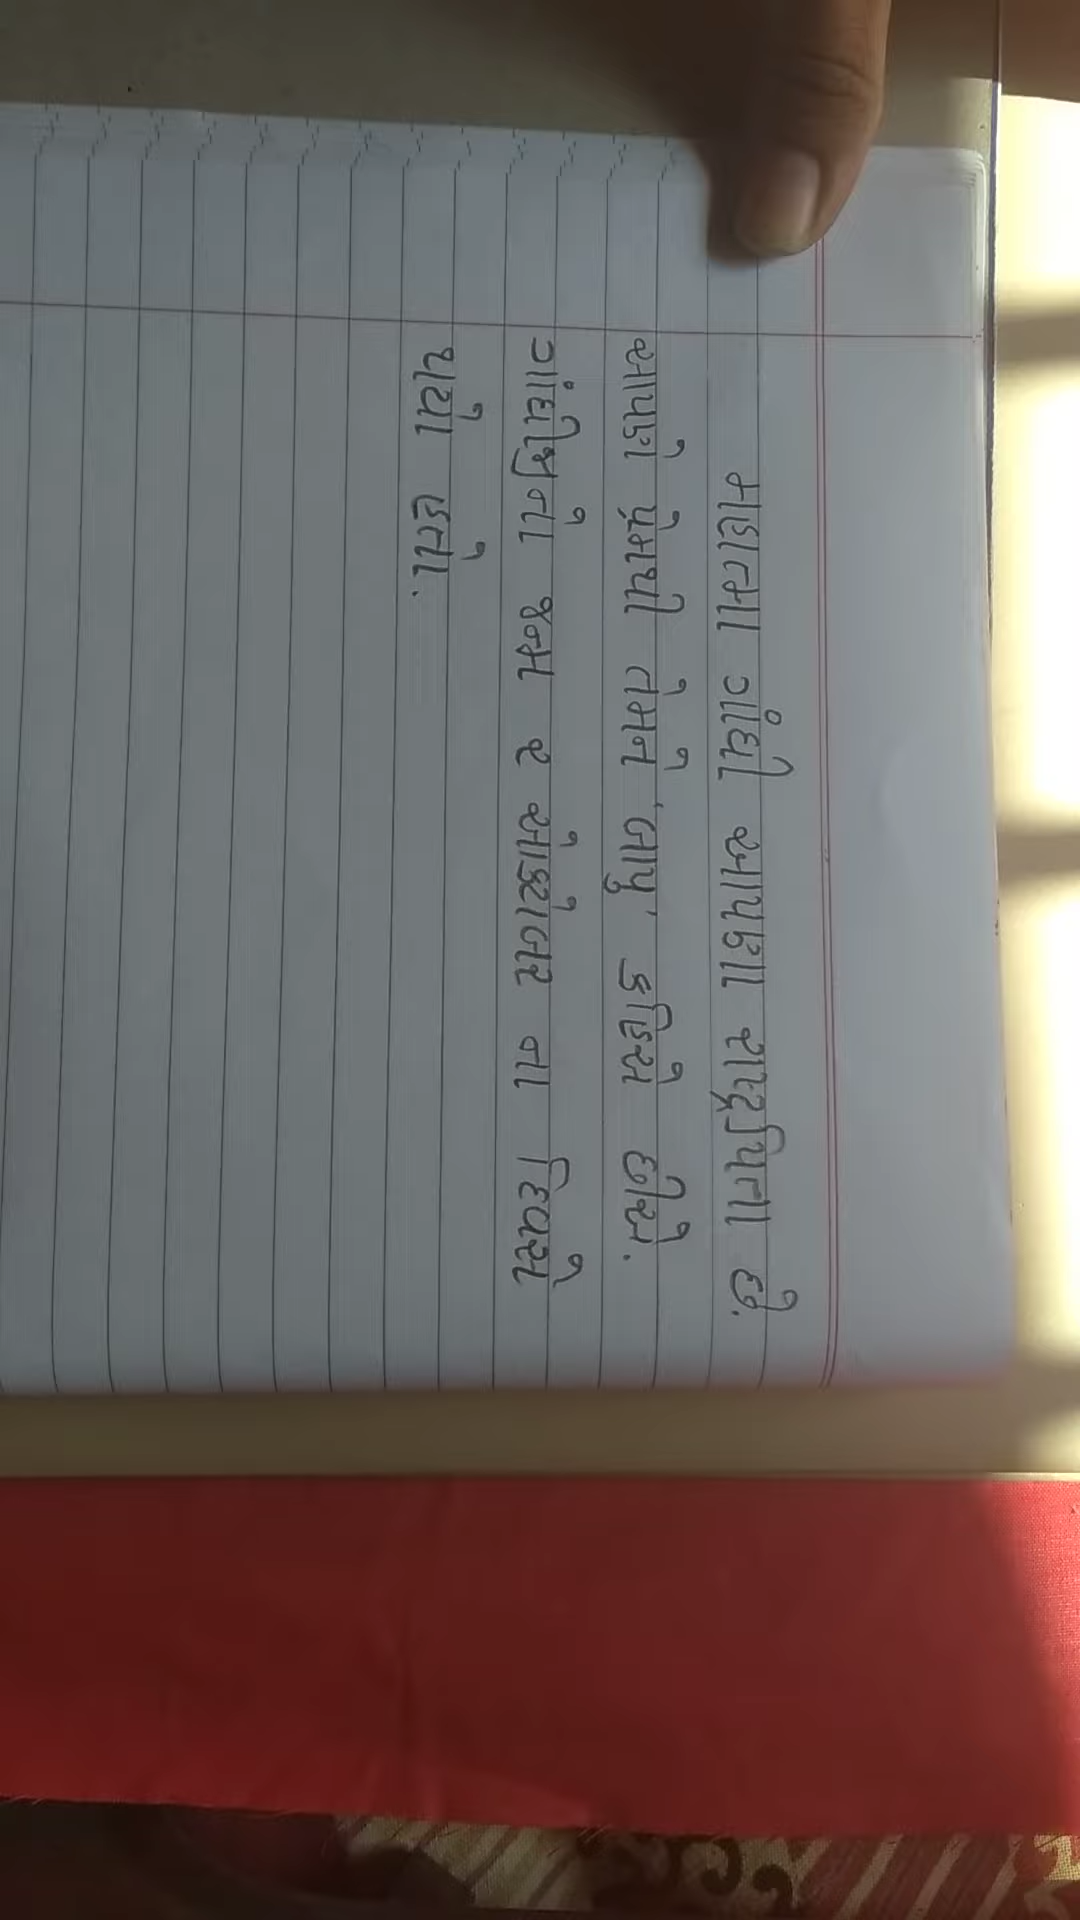 મહાત્મા ગાંધી આપણા રાષ્ટ્રપિતા છે.
આપણે પ્રેમથી તેમને 'બાપુ' કહિએ છીએ.
ગાંધીજીનો જન્મ ૨ ઓક્ટોબર ના દિવસે
થયો હતો.